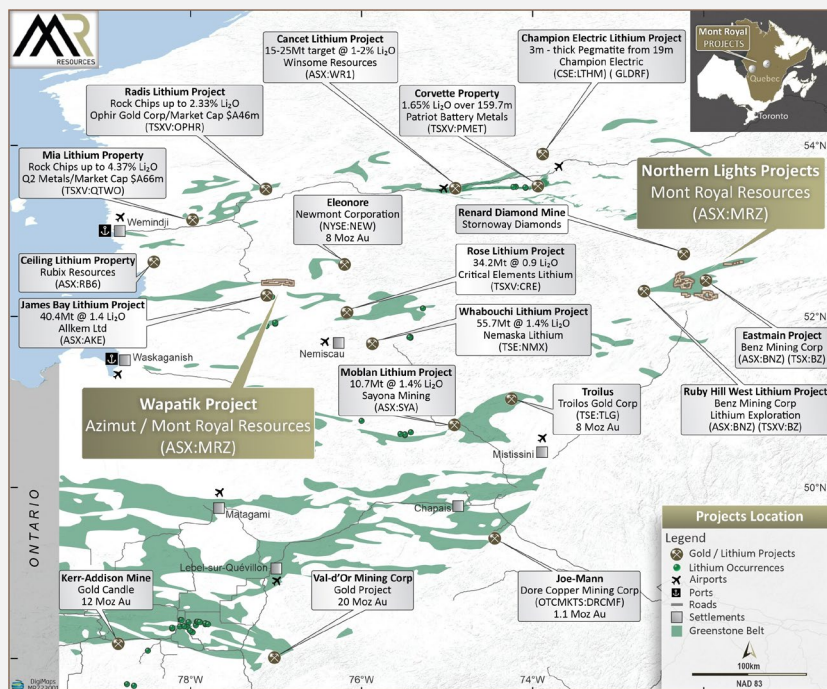 MR
RESOURCES
Cancet Lithium Project
15-25Mt target @ 1-2% Li₂O
Winsome Resources
(ASX:WR1)
Champion Electric Lithium Project
3m - thick Pegmatite from 19m
Champion Electric
(CSE:LTHM) ( GLDRF)
Mont Royal
PROJECTS
Quebec
Toronto
Radis Lithium Project
Rock Chips up to 2.33% Li₂O
Ophir Gold Corp/Market Cap $A46m
(TSXV:OPHR)
Corvette Property
1.65% Li₂O over 159.7m
Patriot Battery Metals
(TSXV:PMET)
54°N
Mia Lithium Property
Rock Chips up to 4.37% Li₂O
Q2 Metals/Market Cap $A66m
(TSXV:QTWO)
Northern Lights Projects
Mont Royal Resources
(ASX:MRZ)
Wemindji
Eleonore
Newmont Corporation
(NYSE:NEW)
8 Moz Au
Renard Diamond Mine
Stornoway Diamonds
Ceiling Lithium Property
Rubix Resources
(ASX:RB6)
Rose Lithium Project
34.2Mt @ 0.9 Li₂O
Critical Elements Lithium
(TSXV:CRE)
James Bay Lithium Project
40.4Mt @ 1.4 Li₂O
Allkem Ltd
(ASX:AKE)
Whabouchi Lithium Project
55.7Mt @ 1.4% Li₂O
Nemaska Lithium
(TSE:NMX)
52°N
Eastmain Project
Benz Mining Corp
(ASX:BNZ) (TSX:BZ)
Waskaganish
Nemiscau
Moblan Lithium Project
10.7Mt @ 1.4% Li₂O
Sayona Mining
(ASX:SYA)
Troilus
Troilos Gold Corp
(TSE:TLG)
8 Moz Au
Ruby Hill West Lithium Project
Benz Mining Corp
Lithium Exploration
(ASX:BNZ) (TSXV:BZ)
Wapatik Project
Azimut / Mont Royal Resources
(ASX:MRZ)
Mistissini
50°N
ONTARIO
Matagami
Chapais
Lebel-sur-Quévillon
Kerr-Addison Mine
Gold Candle
12 Moz Au
Val-d'Or Mining Corp
Gold Project
20 Moz Au
Joe-Mann
Dore Copper Mining Corp
(OTCMKTS:DRCMF)
1.1 Moz Au
Projects Location
Legend
Gold / Lithium Projects
Lithium Occurrences
Airports
Ports
Roads
Settlements
Greenstone Belt
100km
NAD 83
78°W
76°W
74°W
DigiMaps